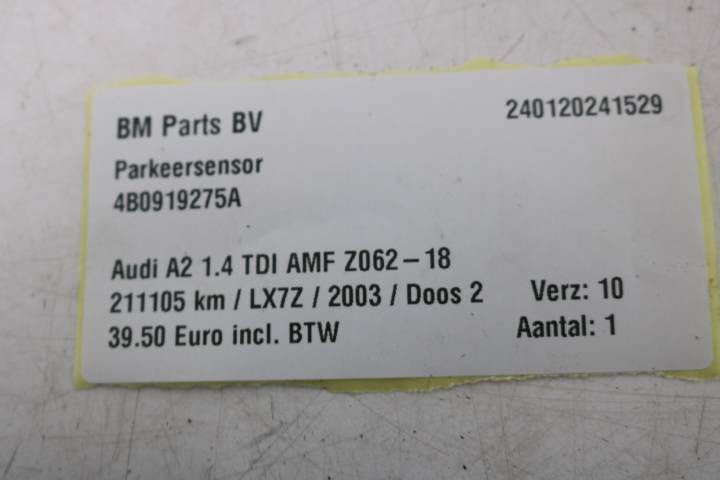 BM Parts BV 240120241529
Parkeersensor
4B0919275A
Audi A2 1.4 TDI AMF Z062-18
211105 km / LX7Z / 2003 / Doos 2 Verz: 10
39.50 Euro incl. BTW Aantal: 1